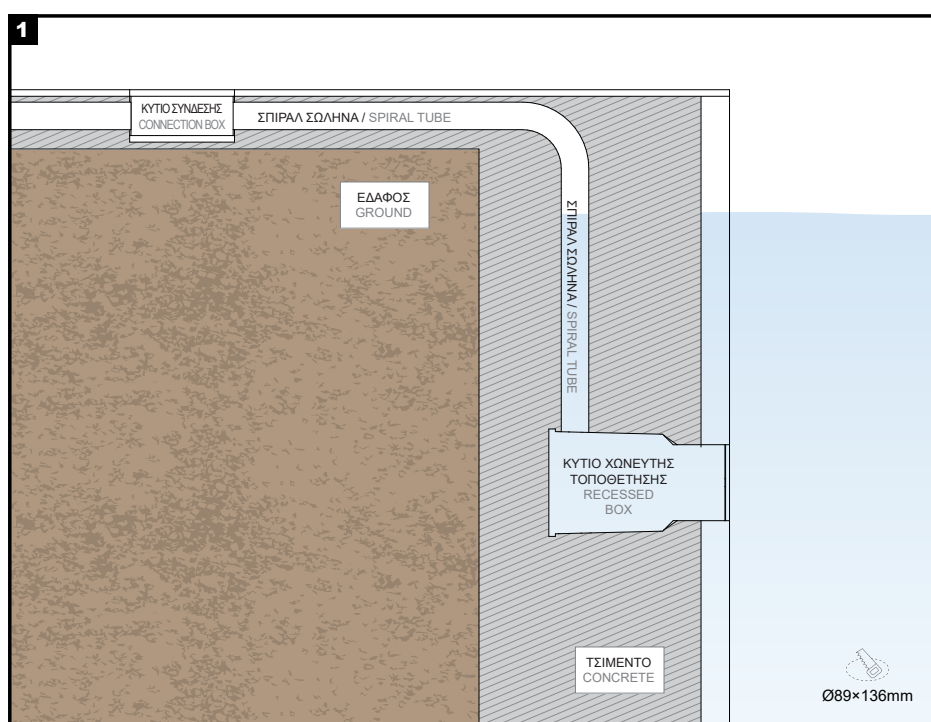 1
ΚΥΤΙΟ ΣΥΝΔΕΣΗΣ
CONNECTION BOX
ΣΠΙΡΑΛ ΣΩΛΗΝΑ / SPIRAL TUBE
ΕΔΑΦΟΣ
GROUND
ΣΠΙΡΑΛ ΣΩΛΗΝΑ / SPIRAL TUBE
ΚΥΤΙΟ ΧΩΝΕΥΤΗΣ
ΤΟΠΟΘΕΤΗΣΗΣ
RECESSED
BOX
ΤΣΙΜΕΝΤΟ
CONCRETE
Ø89×136mm